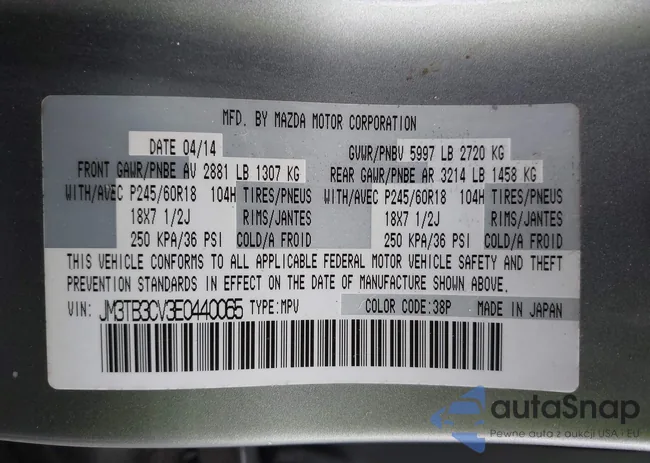 MFD. BY MAZDA MOTOR CORPORATION
DATE 04/14 GVWR/PNBV 5997 LB 2720 KG
FRONT GAWR/PNBE AV 2881 LB 1307 KG REAR GAWR/PNBE AR 3214 LB 1458 KG
WITH/AVEC P245/60R18 104H TIRES/PNEUS WITH/AVEC P245/60R18 104H TIRES/PNEUS
18X7 1/2J RIMS/JANTES 18X7 1/2J RIMS/JANTES
250 KPA/36 PSI COLD/A FROID 250 KPA/36 PSI COLD/A FROID
THIS VEHICLE CONFORMS TO ALL APPLICABLE FEDERAL MOTOR VEHICLE SAFETY AND THEFT
PREVENTION STANDARDS IN EFFECT ON THE DATE OF MANUFACTURE SHOWN ABOVE.
VIN: JM3TB3CV3E0440065 TYPE:MPV COLOR CODE:38P MADE IN JAPAN
autaSnap
Pewne auta z aukcji USA i EU